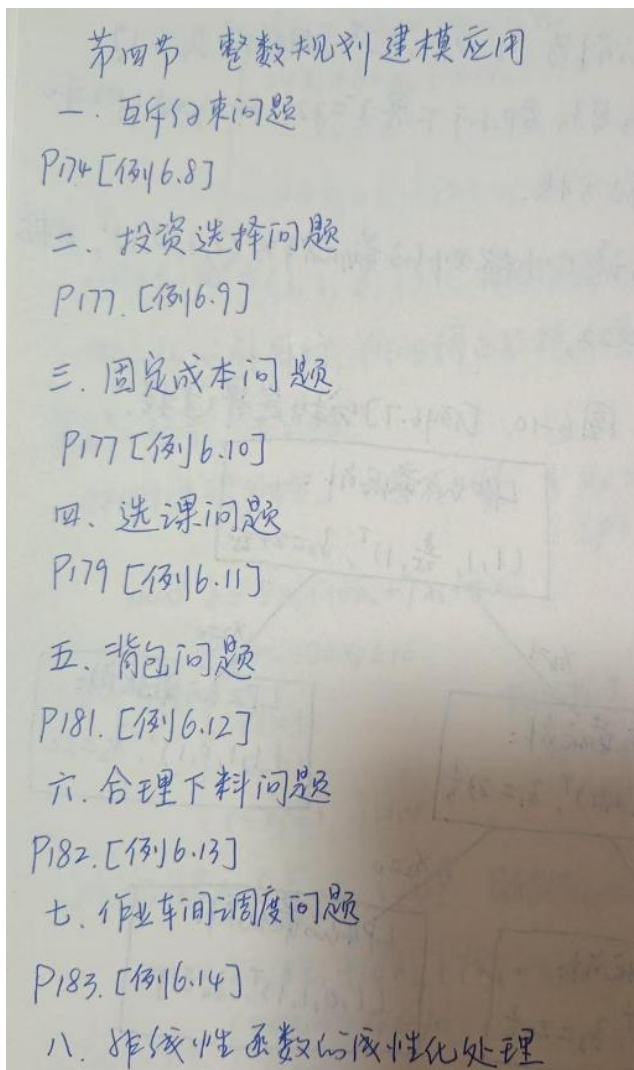 第四节 整数规划建模应用
一. 互斥约束问题
P174[例6.8]
二、投资选择问题
P177.[例6.9]
三.固定成本问题
P177[例6.10]
四、选课问题
P179[例6.11]
五.背包问题
P181.[例6.12]
六.合理下料问题
P182.[例6.13]
七、作业车间调度问题
P183.[例6.14]
八.非线性函数的线性化处理